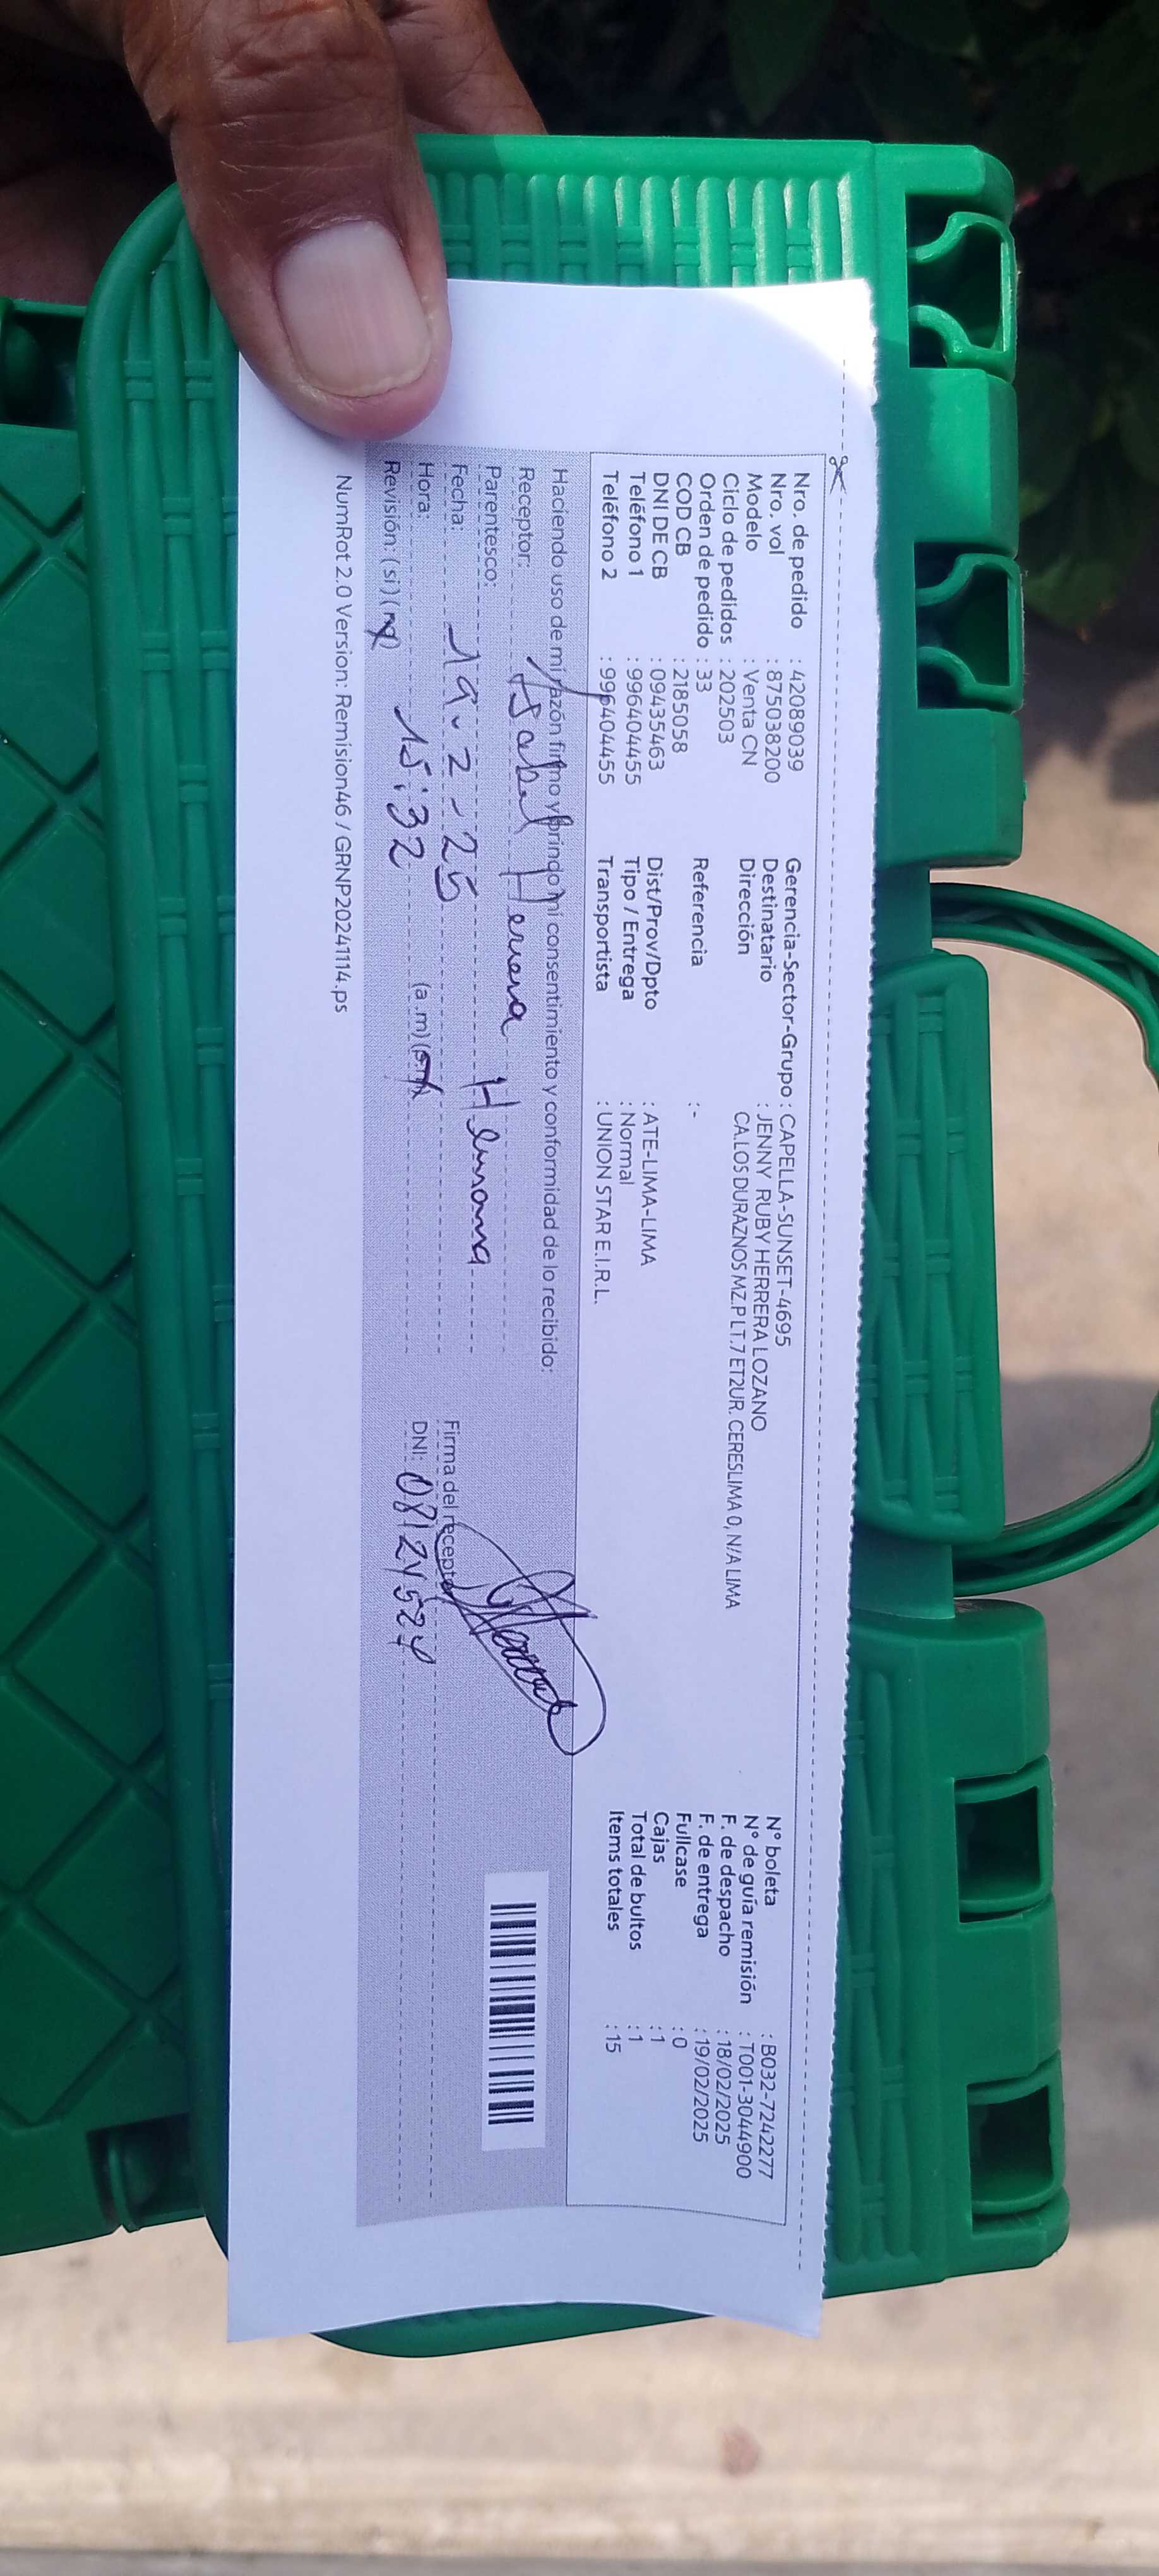 Nro. de pedido : 420890039
Nro. vol : 875038200
Modelo : Venta CN
Ciclo de pedidos : 202503
Orden de pedido : 33
COD CB : 2185058
DNI DE CB : 09435463
Teléfono 1 : 996404455
Teléfono 2 : 996404455
Gerencia-Sector-Grupo : CAPELLA-SUNSET-4695
Destinatario : JENNY RUBY HERRERA LOZANO
Dirección CA.LOS DURAZNOS MZ.P LT.7 ET2UR. CERESLIMA 0, N/A LIMA
Referencia : -
Dist/Prov/Dpto : ATE-LIMA-LIMA
Tipo / Entrega : Normal
Transportista : UNION STAR E.I.R.L.
N° boleta : B032-7242277
N° de guía remisión : T001-3044900
F. de despacho : 18/02/2025
F. de entrega : 19/02/2025
Fullcase : 0
Cajas : 1
Total de bultos : 1
Items totales : 15
Haciendo uso de mi razón firmo y brindo mi consentimiento y conformidad de lo recibido:
Receptor: Isabel Herrera
Parentesco: Hermana
Fecha: 19-2-25
Hora: 15:32 (a.m) (p.m)
Revisión: (si) (no)
Firma del receptor
DNI:
NumRot 2.0 Version: Remision46 / GRNP20241114.ps